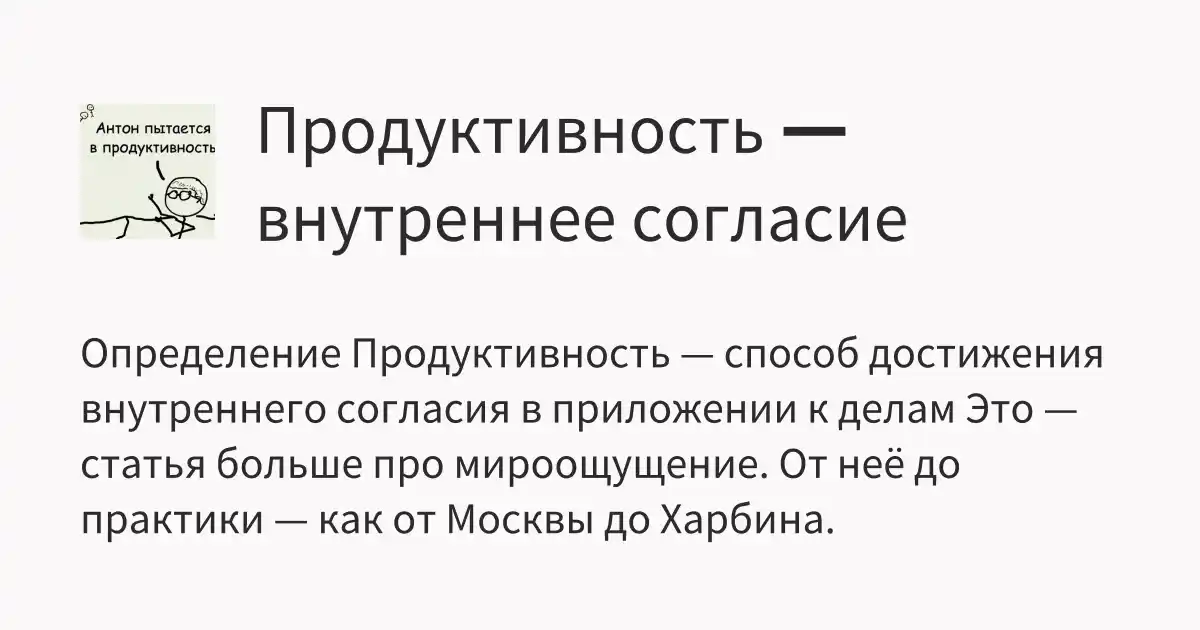 Антон пытается
в продуктивность
Продуктивность —
внутреннее согласие
Определение Продуктивность — способ достижения
внутреннего согласия в приложении к делам Это —
статья больше про мироощущение. От неё до
практики — как от Москвы до Харбина.